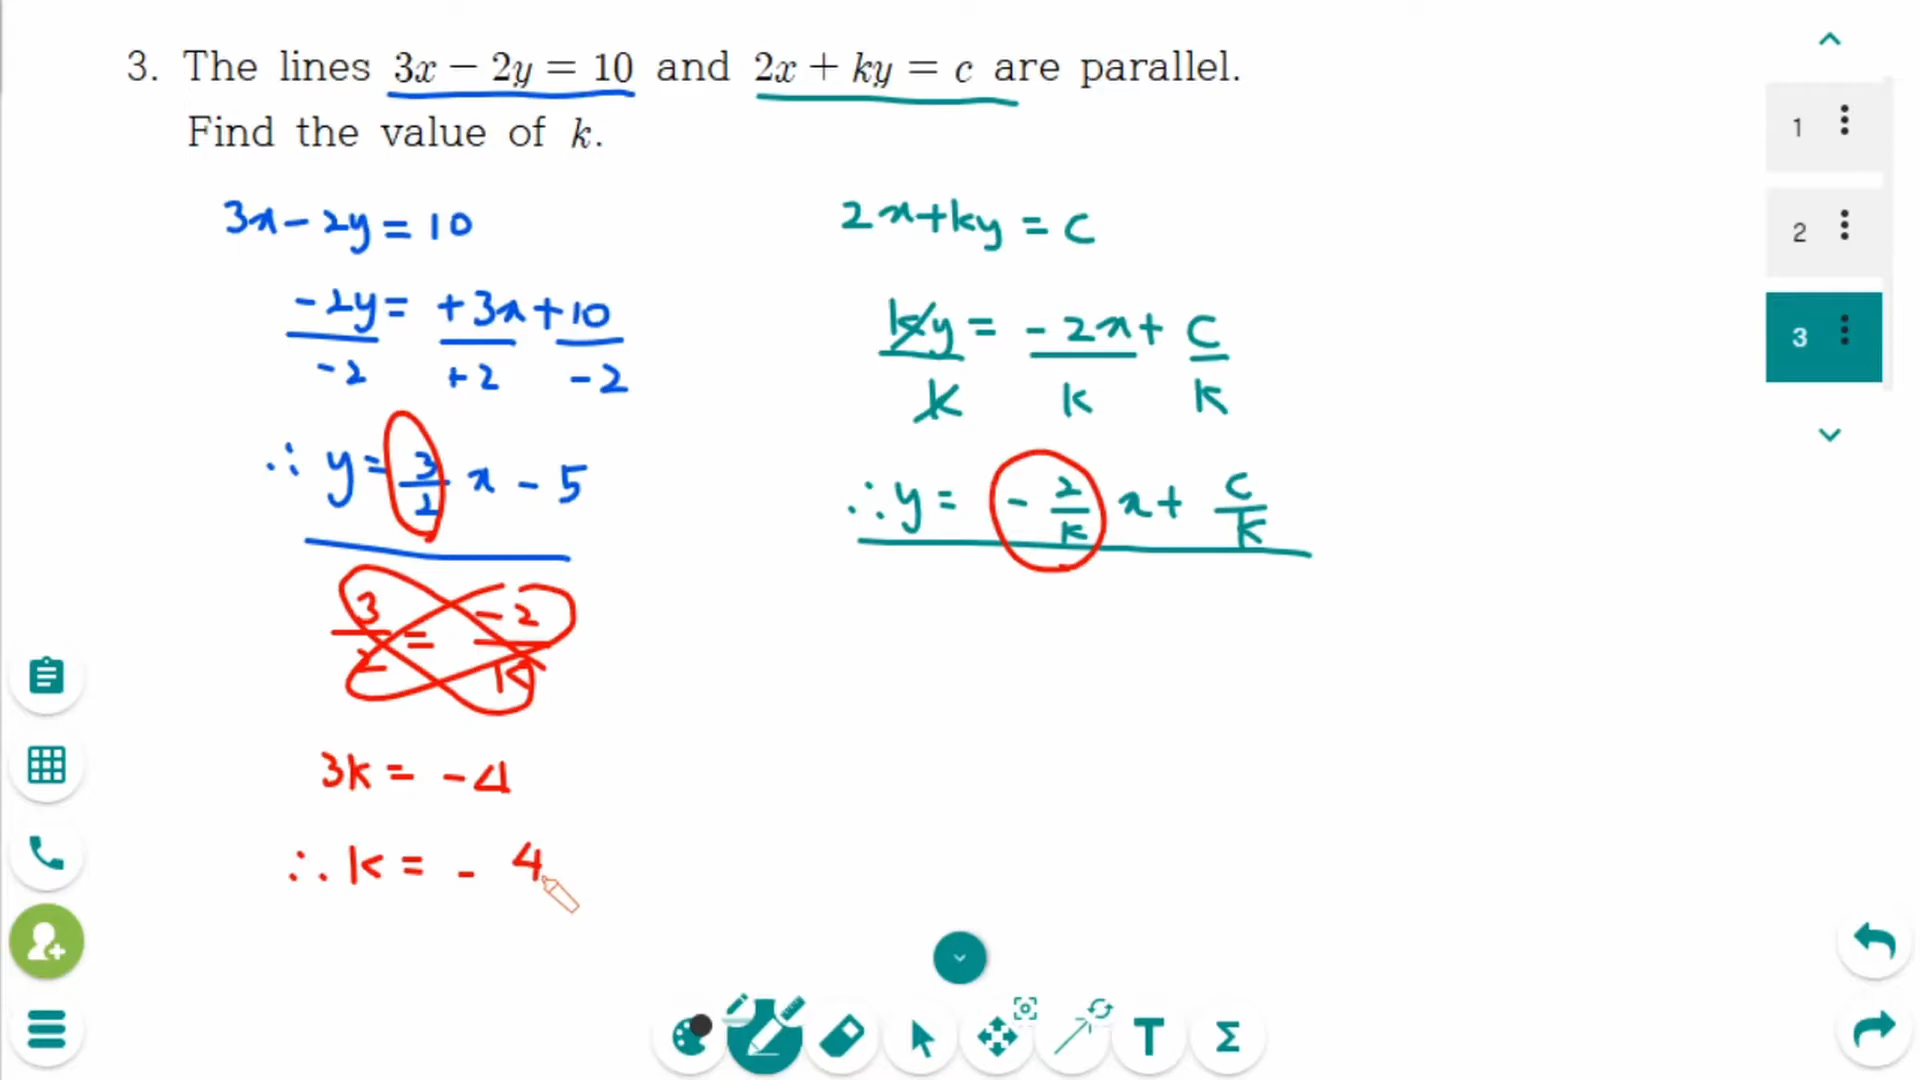 3. The lines 3x − 2y = 10 and 2x + ky = c are parallel.
Find the value of k.
3x − 2y = 10
-2y = +3x + 10
-2 +2 -2
∴ y = 3/2 x - 5
3/2 = -2/k
3k = -4
∴ k = - 4
2x + ky = c
ky = -2x + c
k k k
∴ y = - 2/k x + c/k
1
2
3
T
Σ